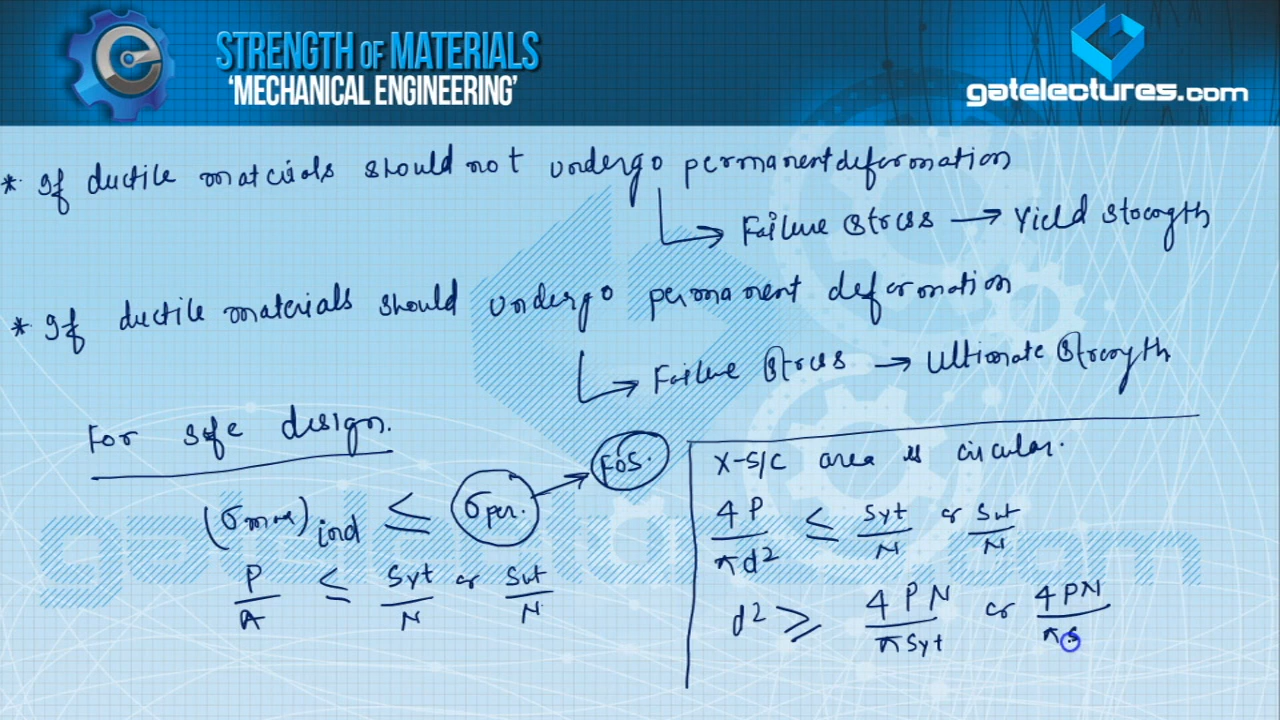 STRENGTH OF MATERIALS
'MECHANICAL ENGINEERING'
gatelectures.com
* If ductile materials should not undergo permanent deformation
Failure Stress → Yield Strength
* If ductile materials should undergo permanent deformation
Failure Stress → Ultimate Strength
For safe design.
(σmax)ind ≤ σper. → FOS.
P/A ≤ Syt/N or Sut/N
X-S/C area is circular.
4P/πd² ≤ Syt/N or Sut/N
d² ≥ 4PN/πSyt or 4PN/πS